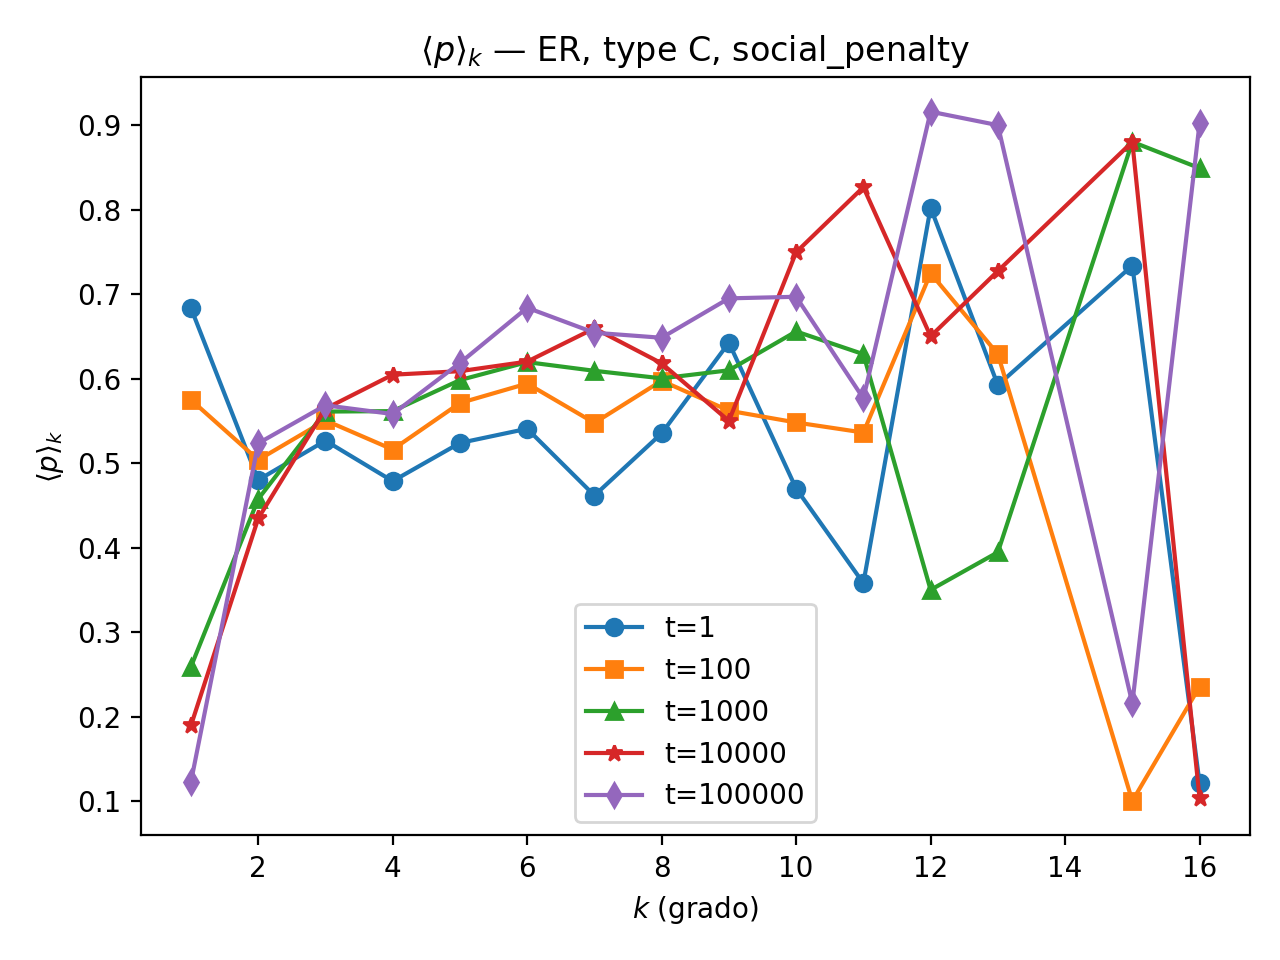 ⟨p⟩k — ER, type C, social_penalty
⟨p⟩k
0.9
0.8
0.7
0.6
0.5
0.4
0.3
0.2
0.1
t=1
t=100
t=1000
t=10000
t=100000
2 4 6 8 10 12 14 16
k (grado)